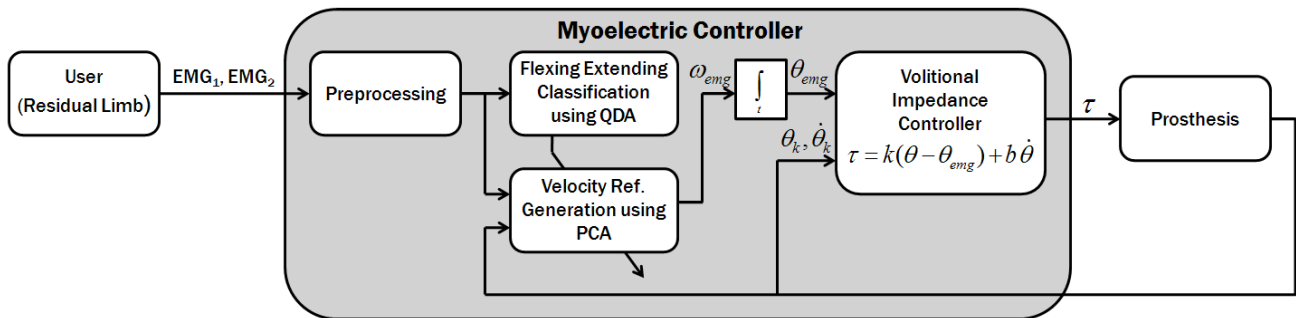 Myoelectric Controller
User
(Residual Limb)
EMG₁, EMG₂
Preprocessing
Flexing Extending
Classification
using QDA
Velocity Ref.
Generation using
PCA
ω_emg
∫
t
θ_emg
θ_k, θ̇_k
Volitional
Impedance
Controller
τ = k(θ − θ_emg) + b θ̇
τ
Prosthesis